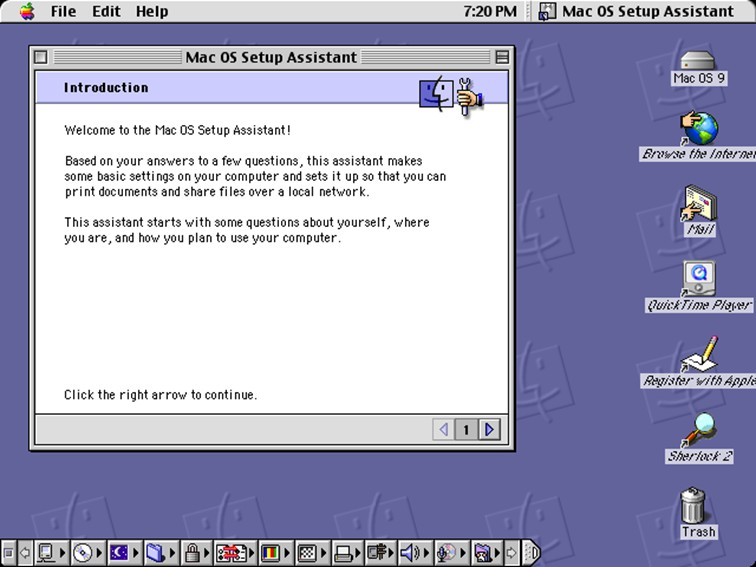 File Edit Help 7:20 PM Mac OS Setup Assistant
Mac OS Setup Assistant
Introduction
Welcome to the Mac OS Setup Assistant!
Based on your answers to a few questions, this assistant makes
some basic settings on your computer and sets it up so that you can
print documents and share files over a local network.
This assistant starts with some questions about yourself, where
you are, and how you plan to use your computer.
Click the right arrow to continue.
1
Mac OS 9
Browse the Internet
Mail
QuickTime Player
Register with Apple
Sherlock 2
Trash